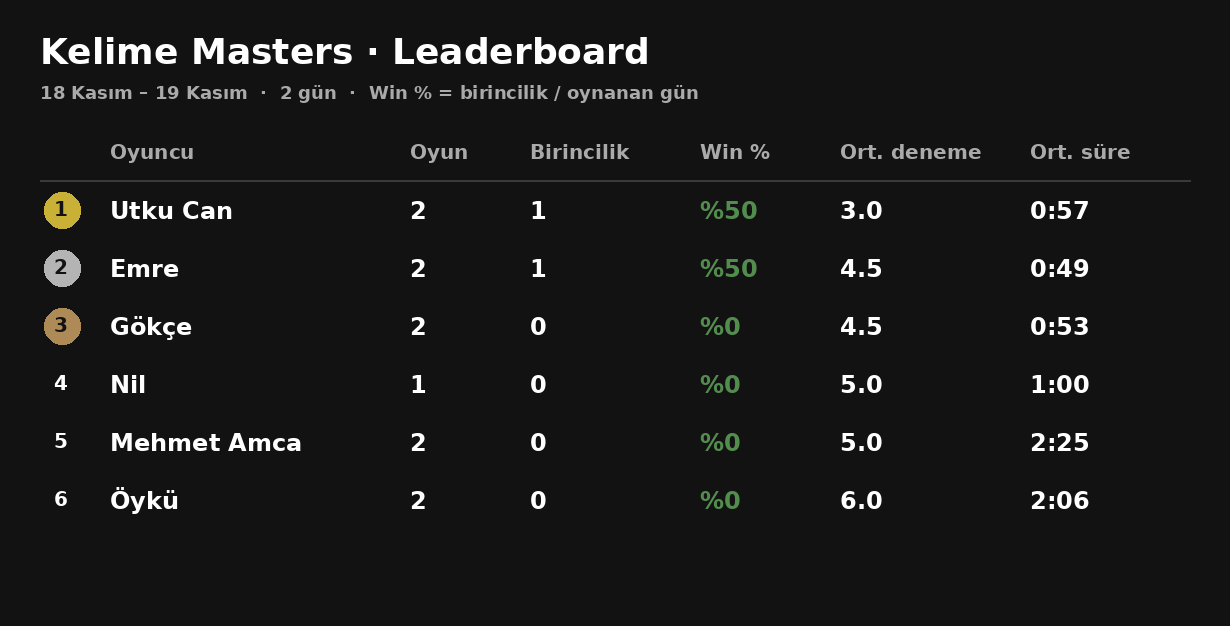 Kelime Masters · Leaderboard
18 Kasım – 19 Kasım · 2 gün · Win % = birincilik / oynanan gün
Oyuncu Oyun Birincilik Win % Ort. deneme Ort. süre
1 Utku Can 2 1 %50 3.0 0:57
2 Emre 2 1 %50 4.5 0:49
3 Gökçe 2 0 %0 4.5 0:53
4 Nil 1 0 %0 5.0 1:00
5 Mehmet Amca 2 0 %0 5.0 2:25
6 Öykü 2 0 %0 6.0 2:06